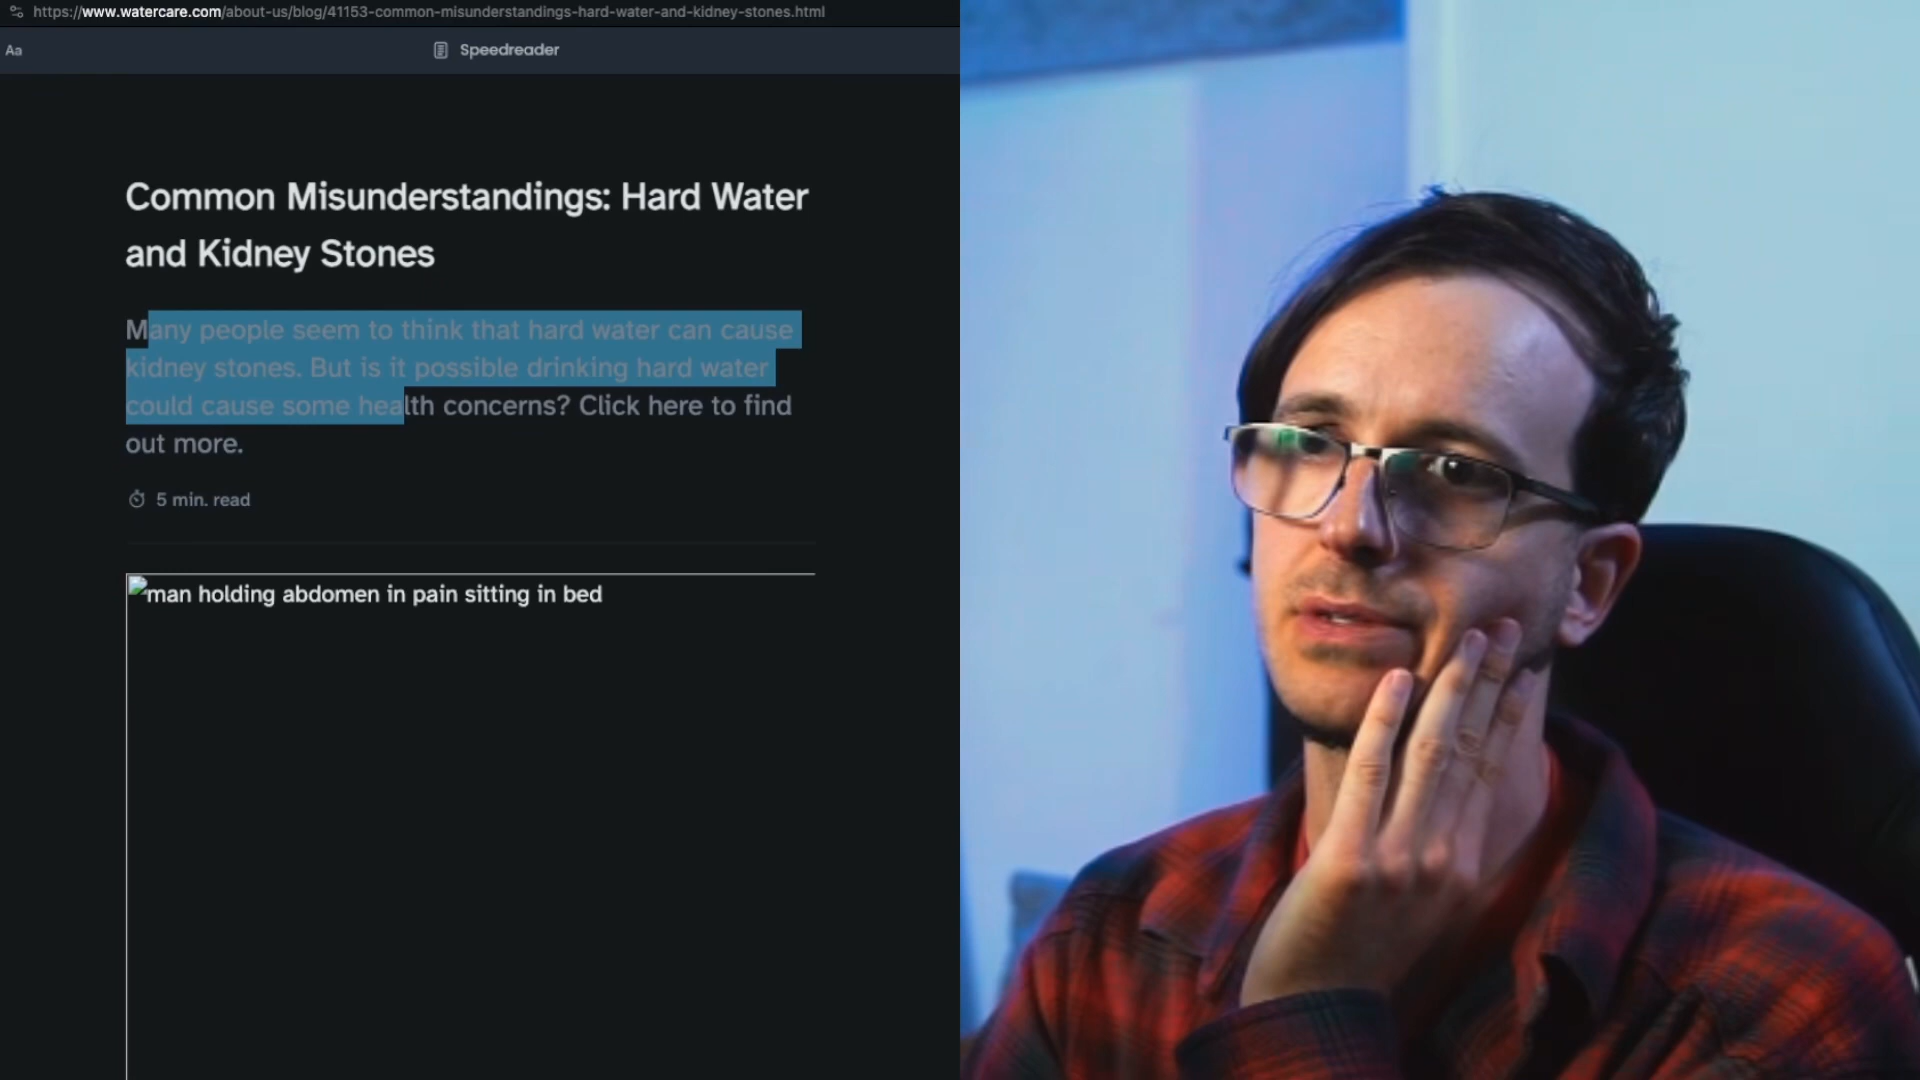 https://www.watercare.com/about-us/blog/41153-common-misunderstandings-hard-water-and-kidney-stones.html
Aa
Speedreader
Common Misunderstandings: Hard Water
and Kidney Stones
Many people seem to think that hard water can cause
kidney stones. But is it possible drinking hard water
could cause some health concerns? Click here to find
out more.
5 min. read
man holding abdomen in pain sitting in bed